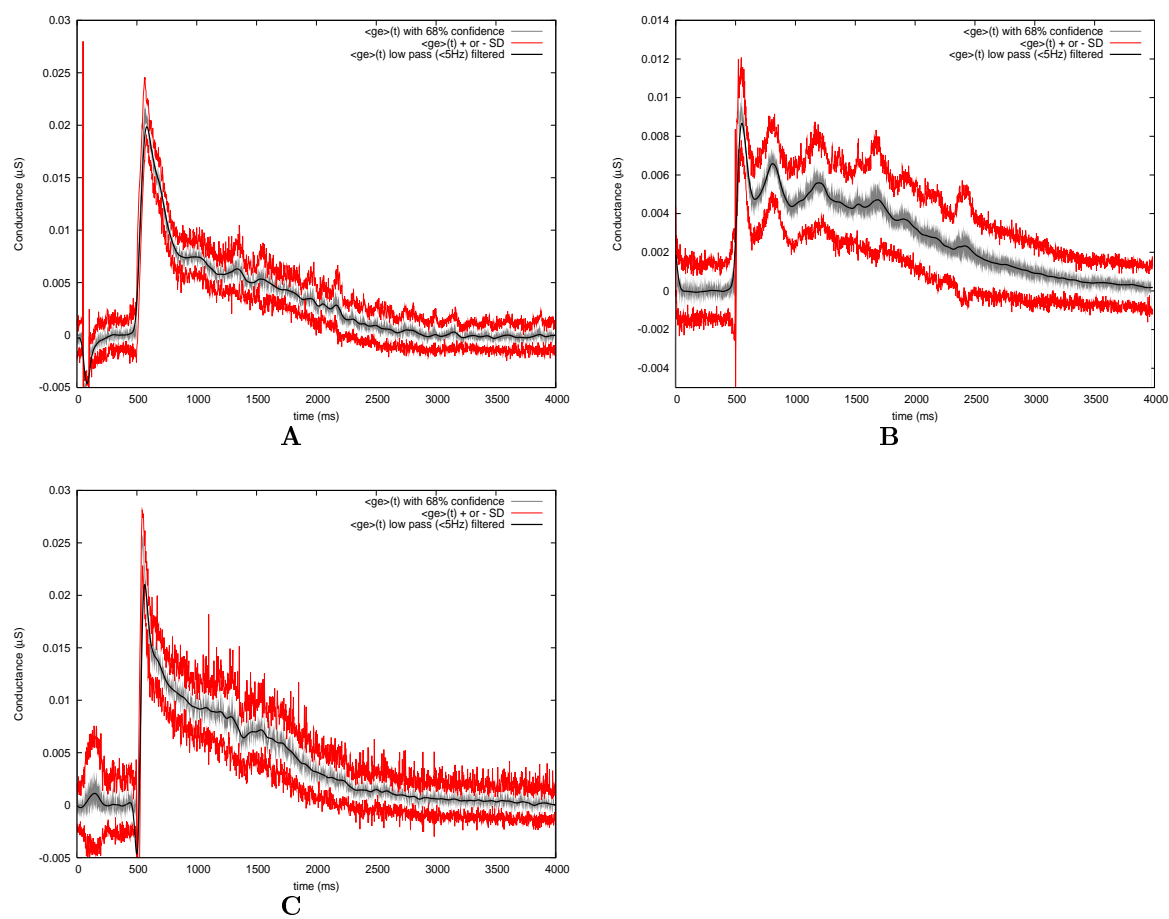 0.03
0.025
0.02
0.015
0.01
0.005
0
-0.005
0
500
1000
1500
2000
2500
3000
3500
4000
Conductance (µS)
time (ms)
<ge>(t) with 68% confidence
<ge>(t) + or - SD
<ge>(t) low pass (<5Hz) filtered
A
0.014
0.012
0.01
0.008
0.006
0.004
0.002
0
-0.002
-0.004
0
500
1000
1500
2000
2500
3000
3500
4000
Conductance (µS)
time (ms)
<ge>(t) with 68% confidence
<ge>(t) + or - SD
<ge>(t) low pass (<5Hz) filtered
B
0.03
0.025
0.02
0.015
0.01
0.005
0
-0.005
0
500
1000
1500
2000
2500
3000
3500
4000
Conductance (µS)
time (ms)
<ge>(t) with 68% confidence
<ge>(t) + or - SD
<ge>(t) low pass (<5Hz) filtered
C